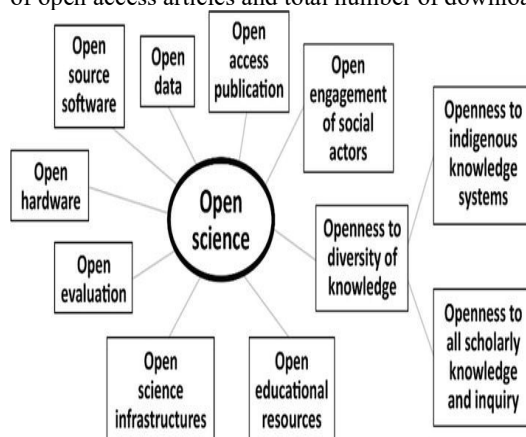 of open access articles and total number of downloa
Open
source
software
Open
data
Open
access
publication
Open
engagement
of social
actors
Openness to
indigenous
knowledge
systems
Open
hardware
Open
science
Openness to
diversity of
knowledge
Open
evaluation
Openness to
all scholarly
knowledge
and inquiry
Open
science
infrastructures
Open
educational
resources